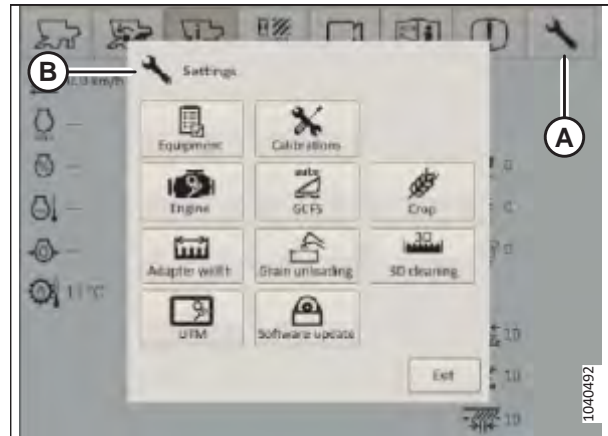 B
Settings
A
km/h
Equipment
Calibrations
auto
Engine
GCFS
Crop
3D
Adapter width
Grain unloading
3D cleaning
UTM
Software update
Exit
11°C
10
10
10
1040492